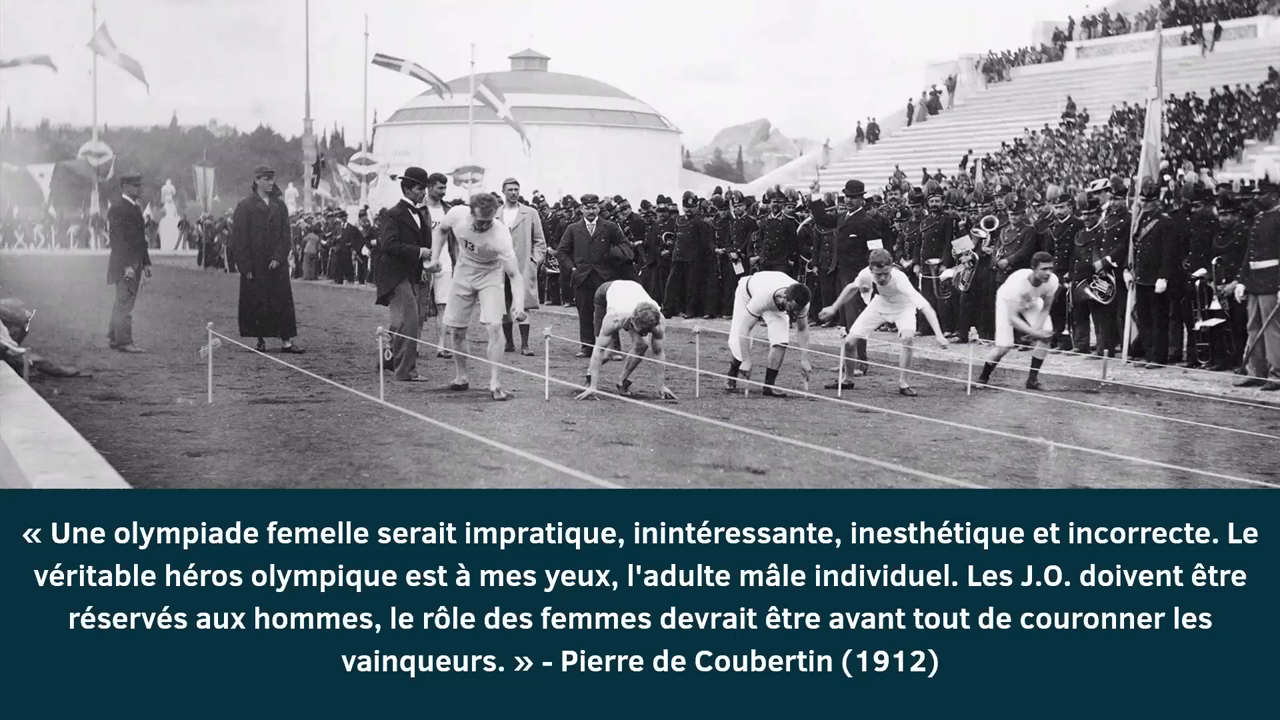 13
« Une olympiade femelle serait impratique, inintéressante, inesthétique et incorrecte. Le
véritable héros olympique est à mes yeux, l'adulte mâle individuel. Les J.O. doivent être
réservés aux hommes, le rôle des femmes devrait être avant tout de couronner les
vainqueurs. » - Pierre de Coubertin (1912)